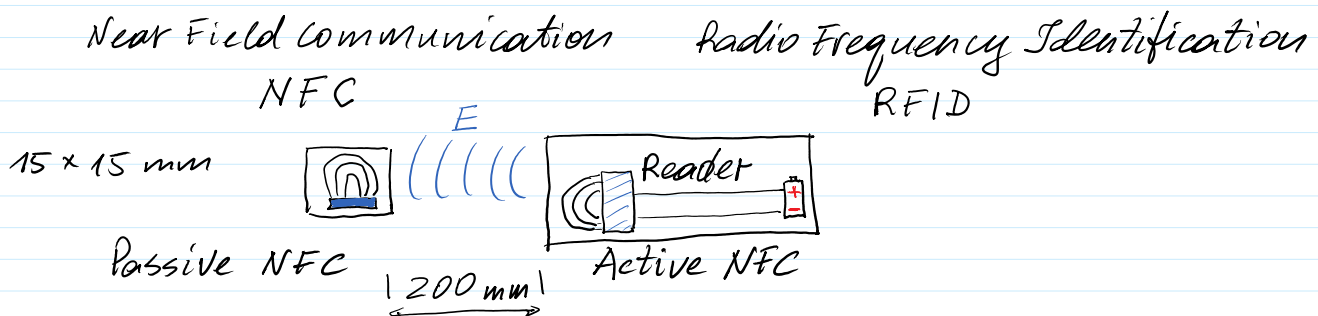 Near Field Communication Radio Frequency Identification
NFC RFID
E
15 x 15 mm
Reader
+
-
Passive NFC Active NFC
200 mm